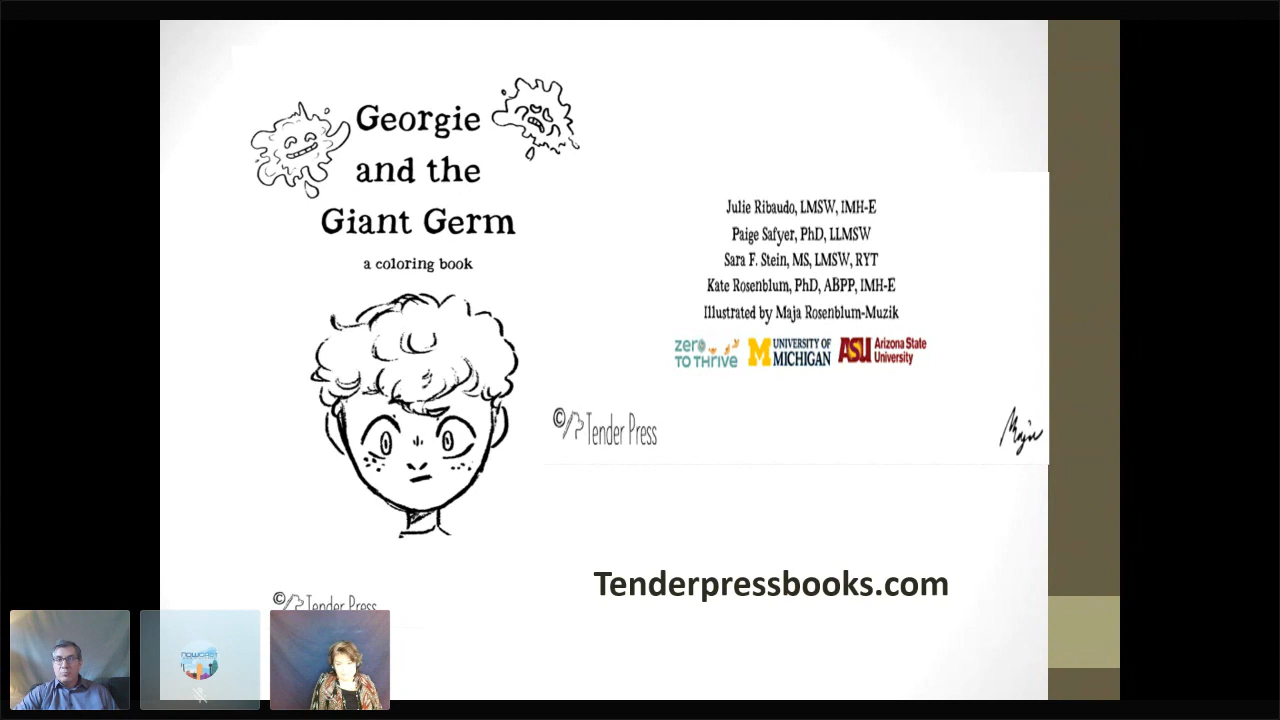 Georgie
and the
Giant Germ
a coloring book
© Tender Press
Julie Ribaudo, LMSW, IMH-E
Paige Safyer, PhD, LLMSW
Sara F. Stein, MS, LMSW, RYT
Kate Rosenblum, PhD, ABPP, IMH-E
Illustrated by Maja Rosenblum-Muzik
zero
TO THRIVE
M UNIVERSITY OF
MICHIGAN
ASU Arizona State
University
© Tender Press
Maja
Tenderpressbooks.com
NOWCAST